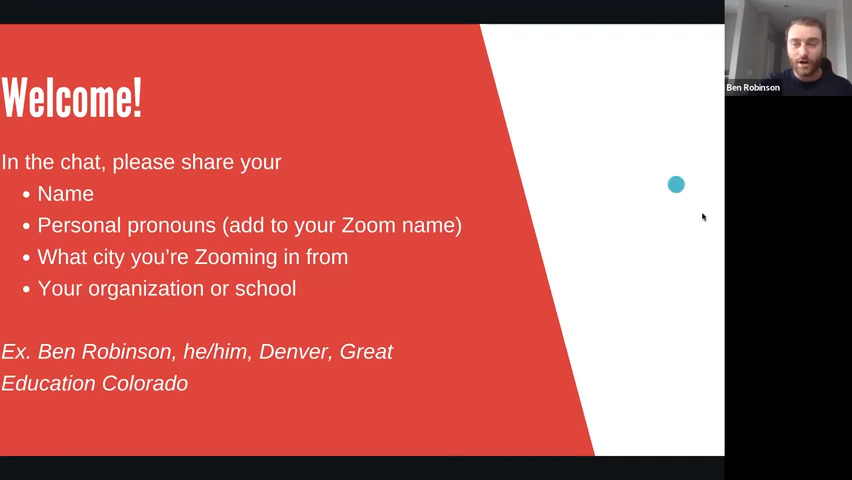 Welcome!
In the chat, please share your
• Name
• Personal pronouns (add to your Zoom name)
• What city you’re Zooming in from
• Your organization or school
Ex. Ben Robinson, he/him, Denver, Great
Education Colorado
Ben Robinson